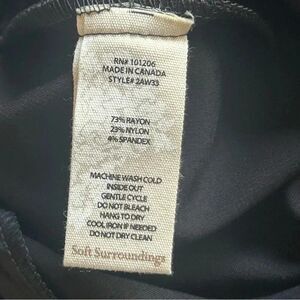 RN# 101206
MADE IN CANADA
STYLE# 2AW33
73% RAYON
23% NYLON
4% SPANDEX
MACHINE WASH COLD
INSIDE OUT
GENTLE CYCLE
DO NOT BLEACH
HANG TO DRY
COOL IRON IF NEEDED
DO NOT DRY CLEAN
Soft Surroundings